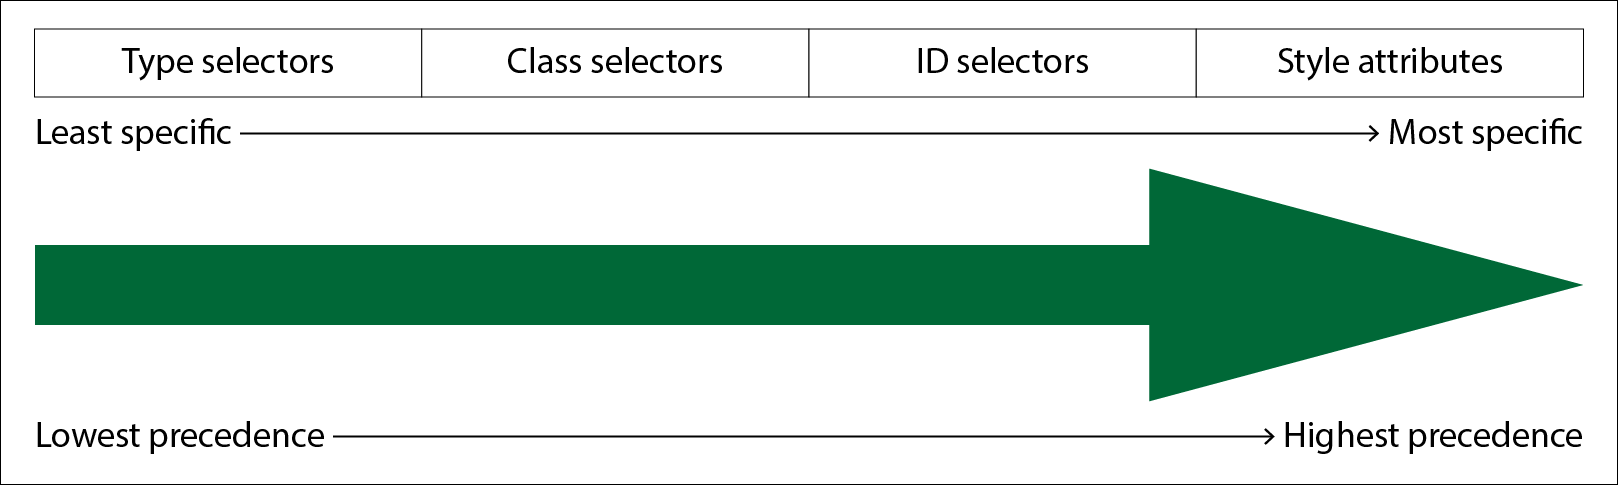 Type selectors Class selectors ID selectors Style attributes
Least specific Most specific
Lowest precedence Highest precedence